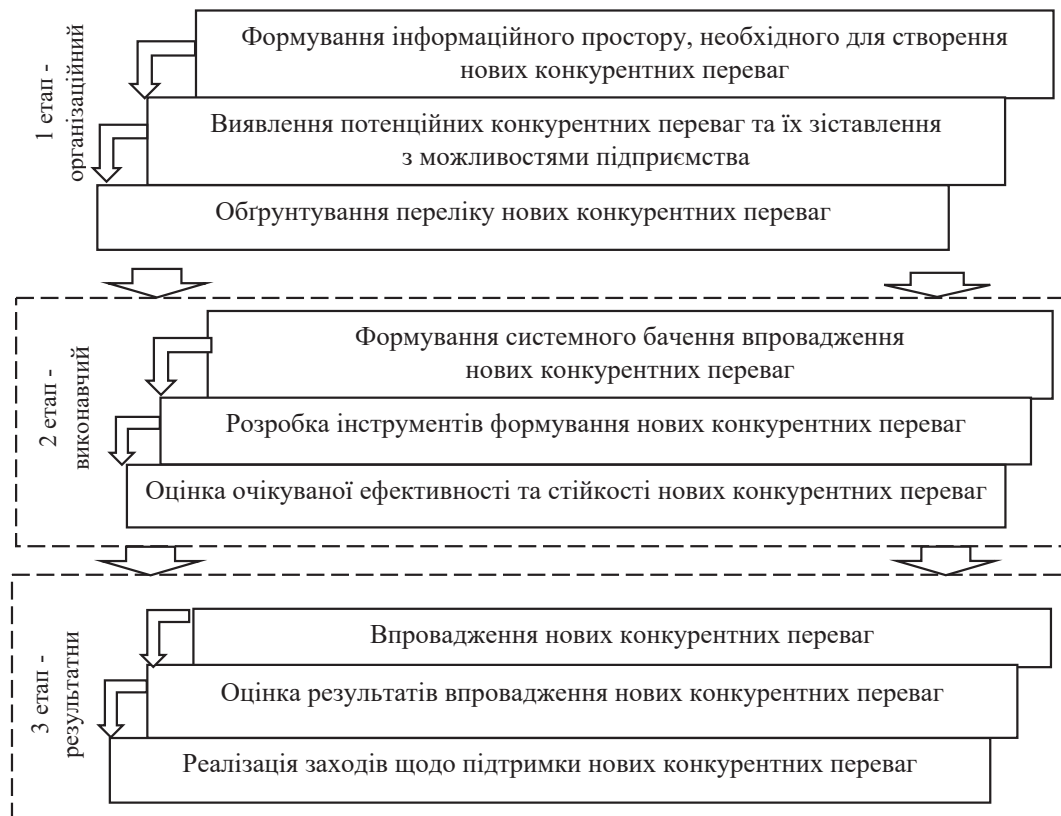 1 етап -
організаційний
Формування інформаційного простору, необхідного для створення
нових конкурентних переваг
Виявлення потенційних конкурентних переваг та їх зіставлення
з можливостями підприємства
Обґрунтування переліку нових конкурентних переваг
2 етап -
виконавчий
Формування системного бачення впровадження
нових конкурентних переваг
Розробка інструментів формування нових конкурентних переваг
Оцінка очікуваної ефективності та стійкості нових конкурентних переваг
3 етап -
результатни
Впровадження нових конкурентних переваг
Оцінка результатів впровадження нових конкурентних переваг
Реалізація заходів щодо підтримки нових конкурентних переваг